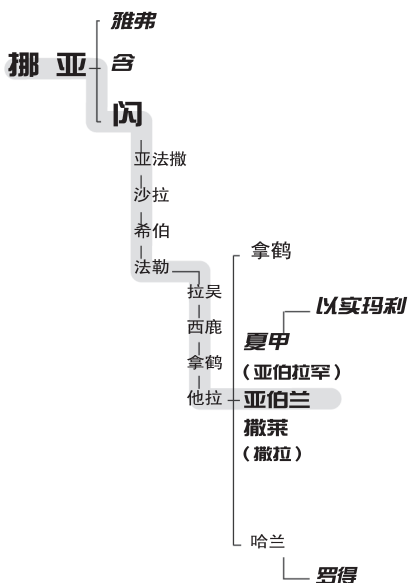 雅弗
挪亚
含
闪
亚法撒
沙拉
希伯
法勒
拉吴
西鹿
拿鹤
他拉
拿鹤
以实玛利
夏甲
（亚伯拉罕）
亚伯兰
撒莱
（撒拉）
哈兰
罗得